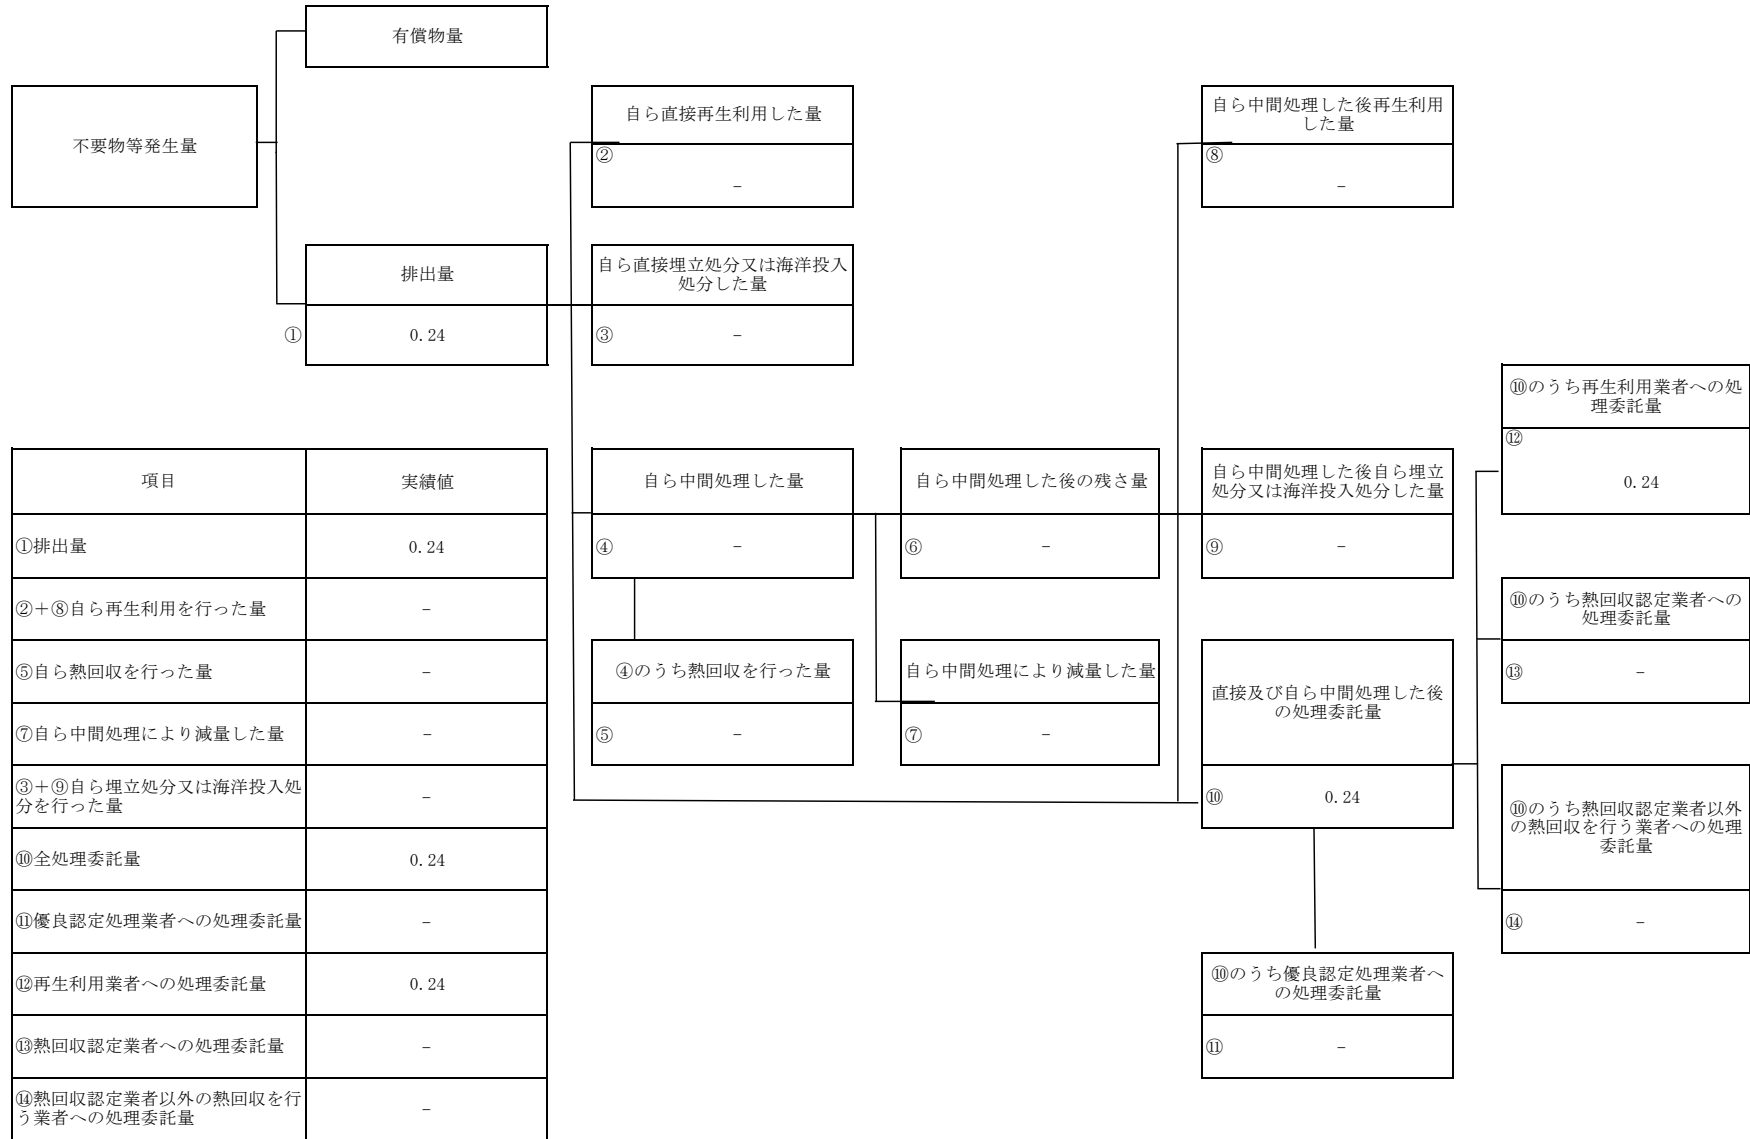 有償物量
不要物等発生量
自ら直接再生利用した量
②
－
自ら中間処理した後再生利用
した量
⑧
－
排出量
① 0.24
自ら直接埋立処分又は海洋投入
処分した量
③ －
⑩のうち再生利用業者への処
理委託量
⑫
0.24
項目 実績値
①排出量 0.24
②＋⑧自ら再生利用を行った量 －
⑤自ら熱回収を行った量 －
⑦自ら中間処理により減量した量 －
③＋⑨自ら埋立処分又は海洋投入処
分を行った量 －
⑩全処理委託量 0.24
⑪優良認定処理業者への処理委託量 －
⑫再生利用業者への処理委託量 0.24
⑬熱回収認定業者への処理委託量 －
⑭熱回収認定業者以外の熱回収を行
う業者への処理委託量 －
自ら中間処理した量
④ －
④のうち熱回収を行った量
⑤ －
自ら中間処理した後の残さ量
⑥ －
自ら中間処理により減量した量
⑦ －
自ら中間処理した後自ら埋立
処分又は海洋投入処分した量
⑨ －
直接及び自ら中間処理した後
の処理委託量
⑩ 0.24
⑩のうち優良認定処理業者へ
の処理委託量
⑪ －
⑩のうち熱回収認定業者への
処理委託量
⑬ －
⑩のうち熱回収認定業者以外
の熱回収を行う業者への処理
委託量
⑭ －